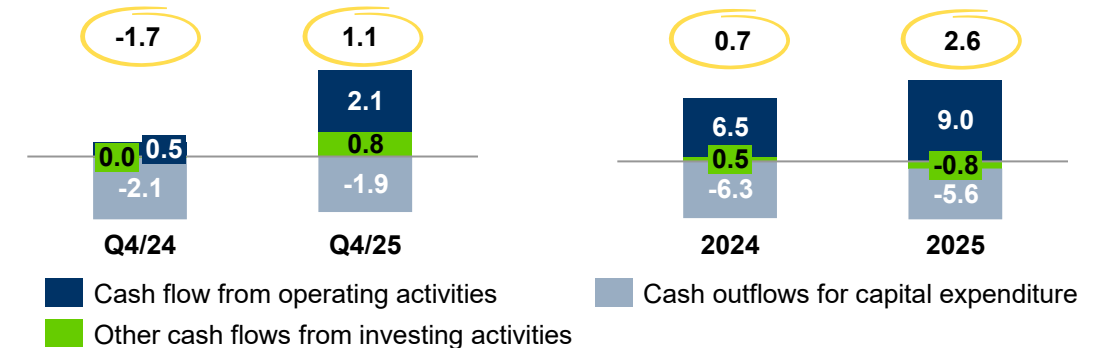 -1.7 1.1 0.7 2.6
2.1 9.0
6.5
0.0 0.5 0.8 0.5 -0.8
-2.1 -1.9 -6.3 -5.6
Q4/24 Q4/25 2024 2025
Cash flow from operating activities Cash outflows for capital expenditure
Other cash flows from investing activities